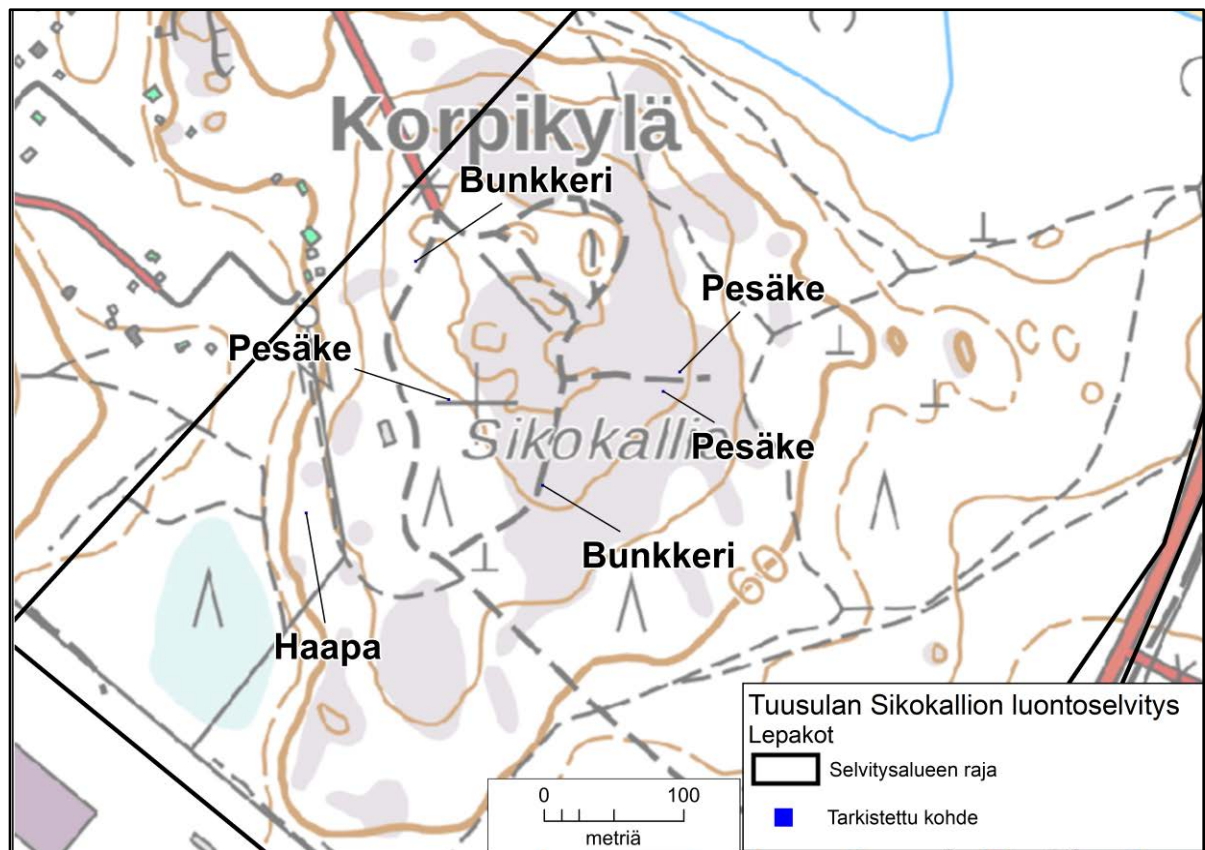 Korpikylä
Bunkkeri
Pesäke
Pesäke
Sikokallio
Pesäke
Bunkkeri
60
Haapa
Tuusulan Sikokallion luontoselvitys
Lepakot
Selvitysalueen raja
Tarkistettu kohde
0 100
metriä